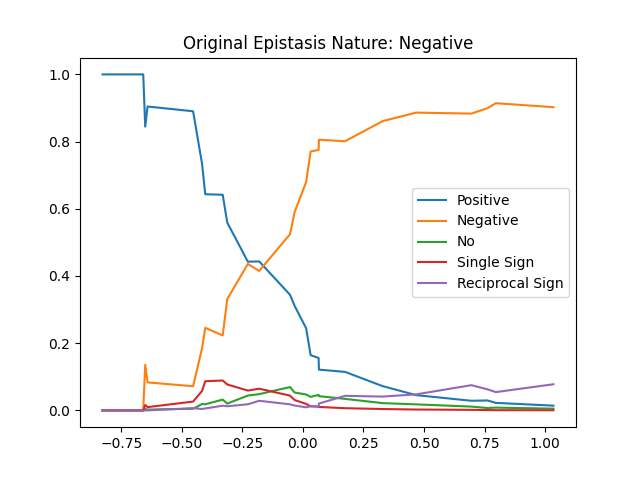 Original Epistasis Nature: Negative
1.0
0.8
0.6
0.4
0.2
0.0
Positive
Negative
No
Single Sign
Reciprocal Sign
−0.75 −0.50 −0.25 0.00 0.25 0.50 0.75 1.00